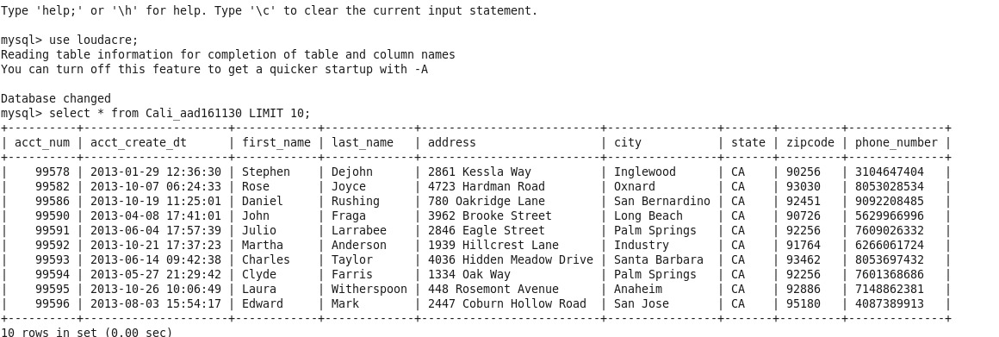 Type 'help;' or '\h' for help. Type '\c' to clear the current input statement.

mysql> use loudacre;
Reading table information for completion of table and column names
You can turn off this feature to get a quicker startup with -A

Database changed
mysql> select * from Cali_aad161130 LIMIT 10;
+----------+---------------------+------------+------------+--------------------------+----------------+-------+---------+--------------+
| acct_num | acct_create_dt      | first_name | last_name   | address                  | city           | state | zipcode | phone_number |
+----------+---------------------+------------+-------------+--------------------------+----------------+-------+---------+--------------+
|    99578 | 2013-01-29 12:36:30 | Stephen    | Dejohn      | 2861 Kessla Way          | Inglewood      | CA    | 90256   | 3104647404   |
|    99582 | 2013-10-07 06:24:33 | Rose       | Joyce       | 4723 Hardman Road        | Oxnard         | CA    | 93030   | 8053028534   |
|    99586 | 2013-10-19 11:25:01 | Daniel     | Rushing     | 780 Oakridge Lane        | San Bernardino | CA    | 92451   | 9092208485   |
|    99590 | 2013-04-08 17:41:01 | John       | Fraga       | 3962 Brooke Street       | Long Beach     | CA    | 90726   | 5629966996   |
|    99591 | 2013-06-04 17:57:39 | Julio      | Larrabee    | 2846 Eagle Street        | Palm Springs   | CA    | 92256   | 7609026332   |
|    99592 | 2013-10-21 17:37:23 | Martha     | Anderson    | 1939 Hillcrest Lane      | Industry       | CA    | 91764   | 6266061724   |
|    99593 | 2013-06-14 09:42:38 | Charles    | Taylor      | 4036 Hidden Meadow Drive | Santa Barbara  | CA    | 93462   | 8053697432   |
|    99594 | 2013-05-27 21:29:42 | Clyde      | Farris      | 1334 Oak Way             | Palm Springs   | CA    | 92256   | 7601368686   |
|    99595 | 2013-10-26 10:06:49 | Laura      | Witherspoon | 448 Rosemont Avenue      | Anaheim        | CA    | 92886   | 7148862381   |
|    99596 | 2013-08-03 15:54:17 | Edward     | Mark        | 2447 Coburn Hollow Road  | San Jose       | CA    | 95180   | 4087389913   |
+----------+---------------------+------------+-------------+--------------------------+----------------+-------+---------+--------------+
10 rows in set (0.00 sec)